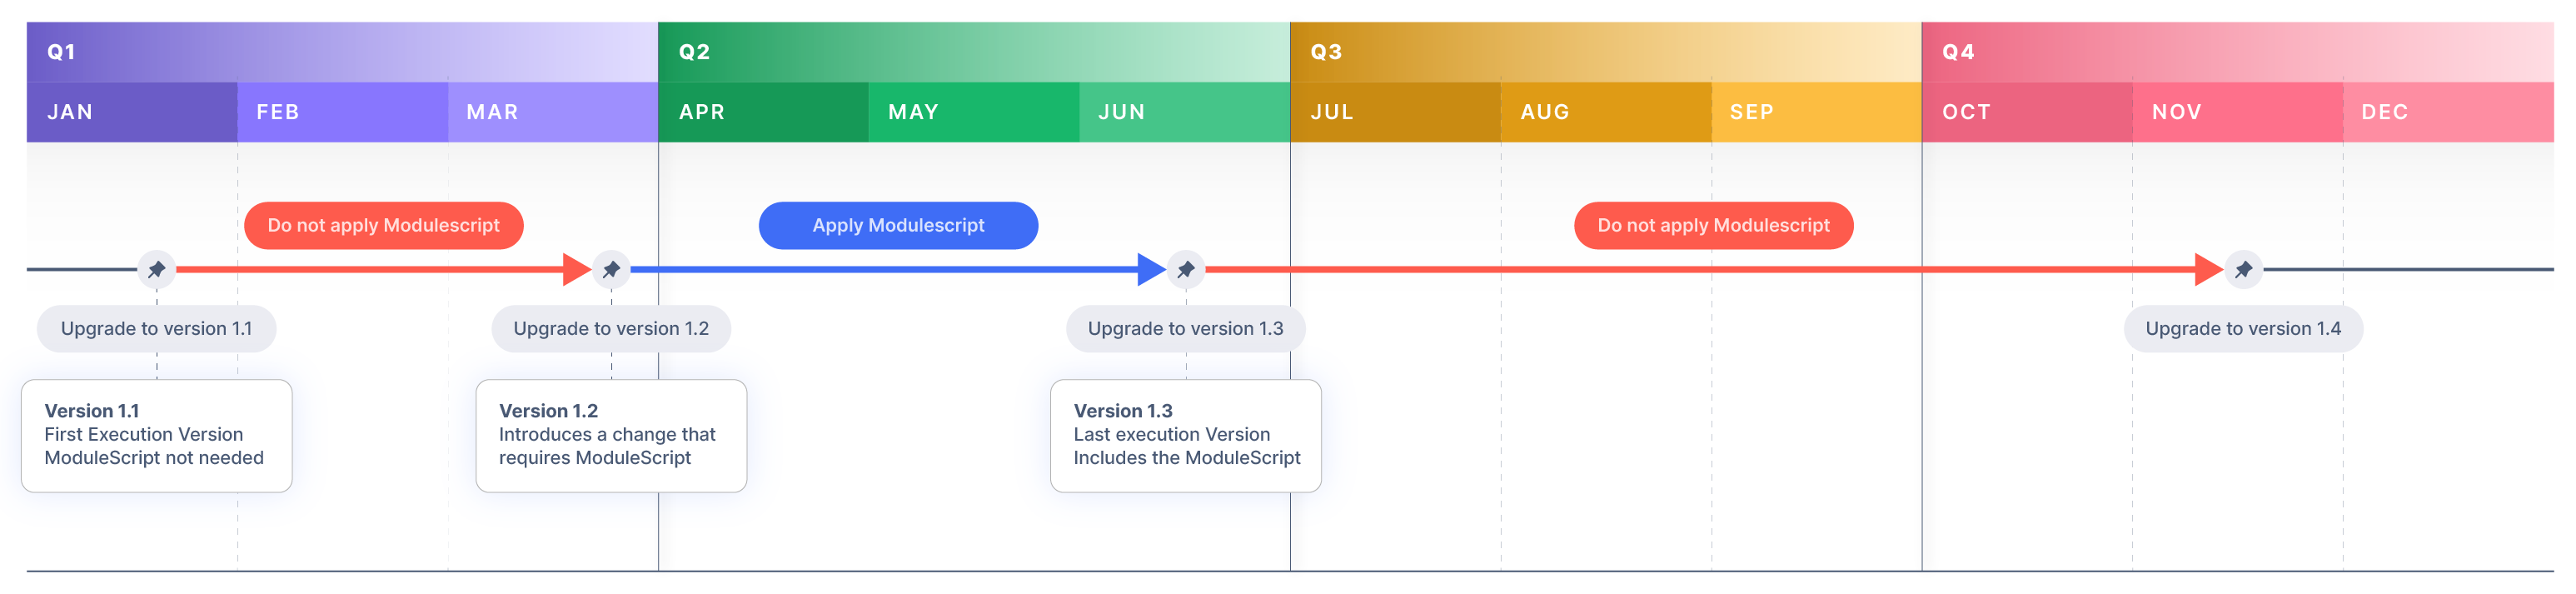 Q1
Q2
Q3
Q4
JAN
FEB
MAR
APR
MAY
JUN
JUL
AUG
SEP
OCT
NOV
DEC
Do not apply Modulescript
Apply Modulescript
Do not apply Modulescript
Upgrade to version 1.1
Upgrade to version 1.2
Upgrade to version 1.3
Upgrade to version 1.4
Version 1.1
First Execution Version
ModuleScript not needed
Version 1.2
Introduces a change that
requires ModuleScript
Version 1.3
Last execution Version
Includes the ModuleScript